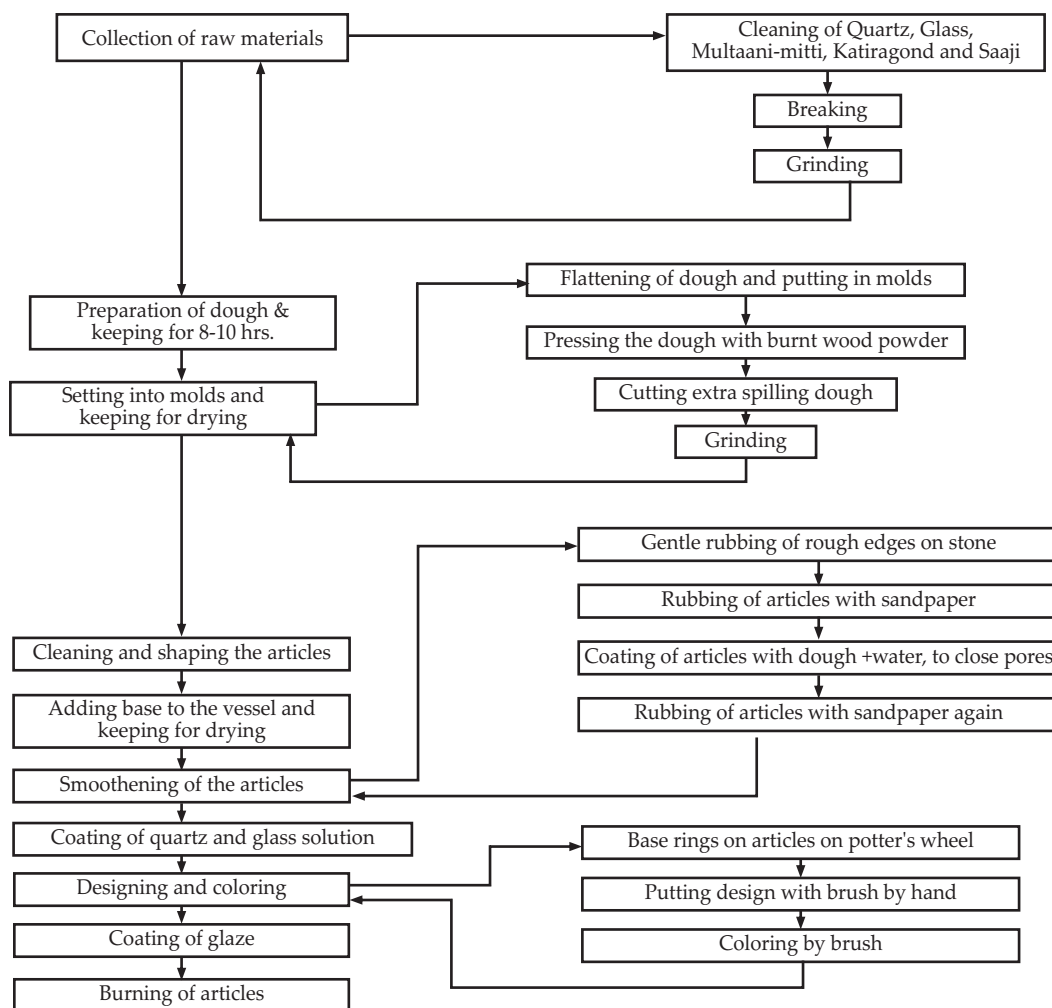 Collection of raw materials
Cleaning of Quartz, Glass,
Multaani-mitti, Katiragond and Saaji
Breaking
Grinding
Preparation of dough &
keeping for 8-10 hrs.
Setting into molds and
keeping for drying
Flattening of dough and putting in molds
Pressing the dough with burnt wood powder
Cutting extra spilling dough
Grinding
Cleaning and shaping the articles
Adding base to the vessel and
keeping for drying
Smoothening of the articles
Gentle rubbing of rough edges on stone
Rubbing of articles with sandpaper
Coating of articles with dough +water, to close pores
Rubbing of articles with sandpaper again
Coating of quartz and glass solution
Designing and coloring
Base rings on articles on potter's wheel
Putting design with brush by hand
Coloring by brush
Coating of glaze
Burning of articles